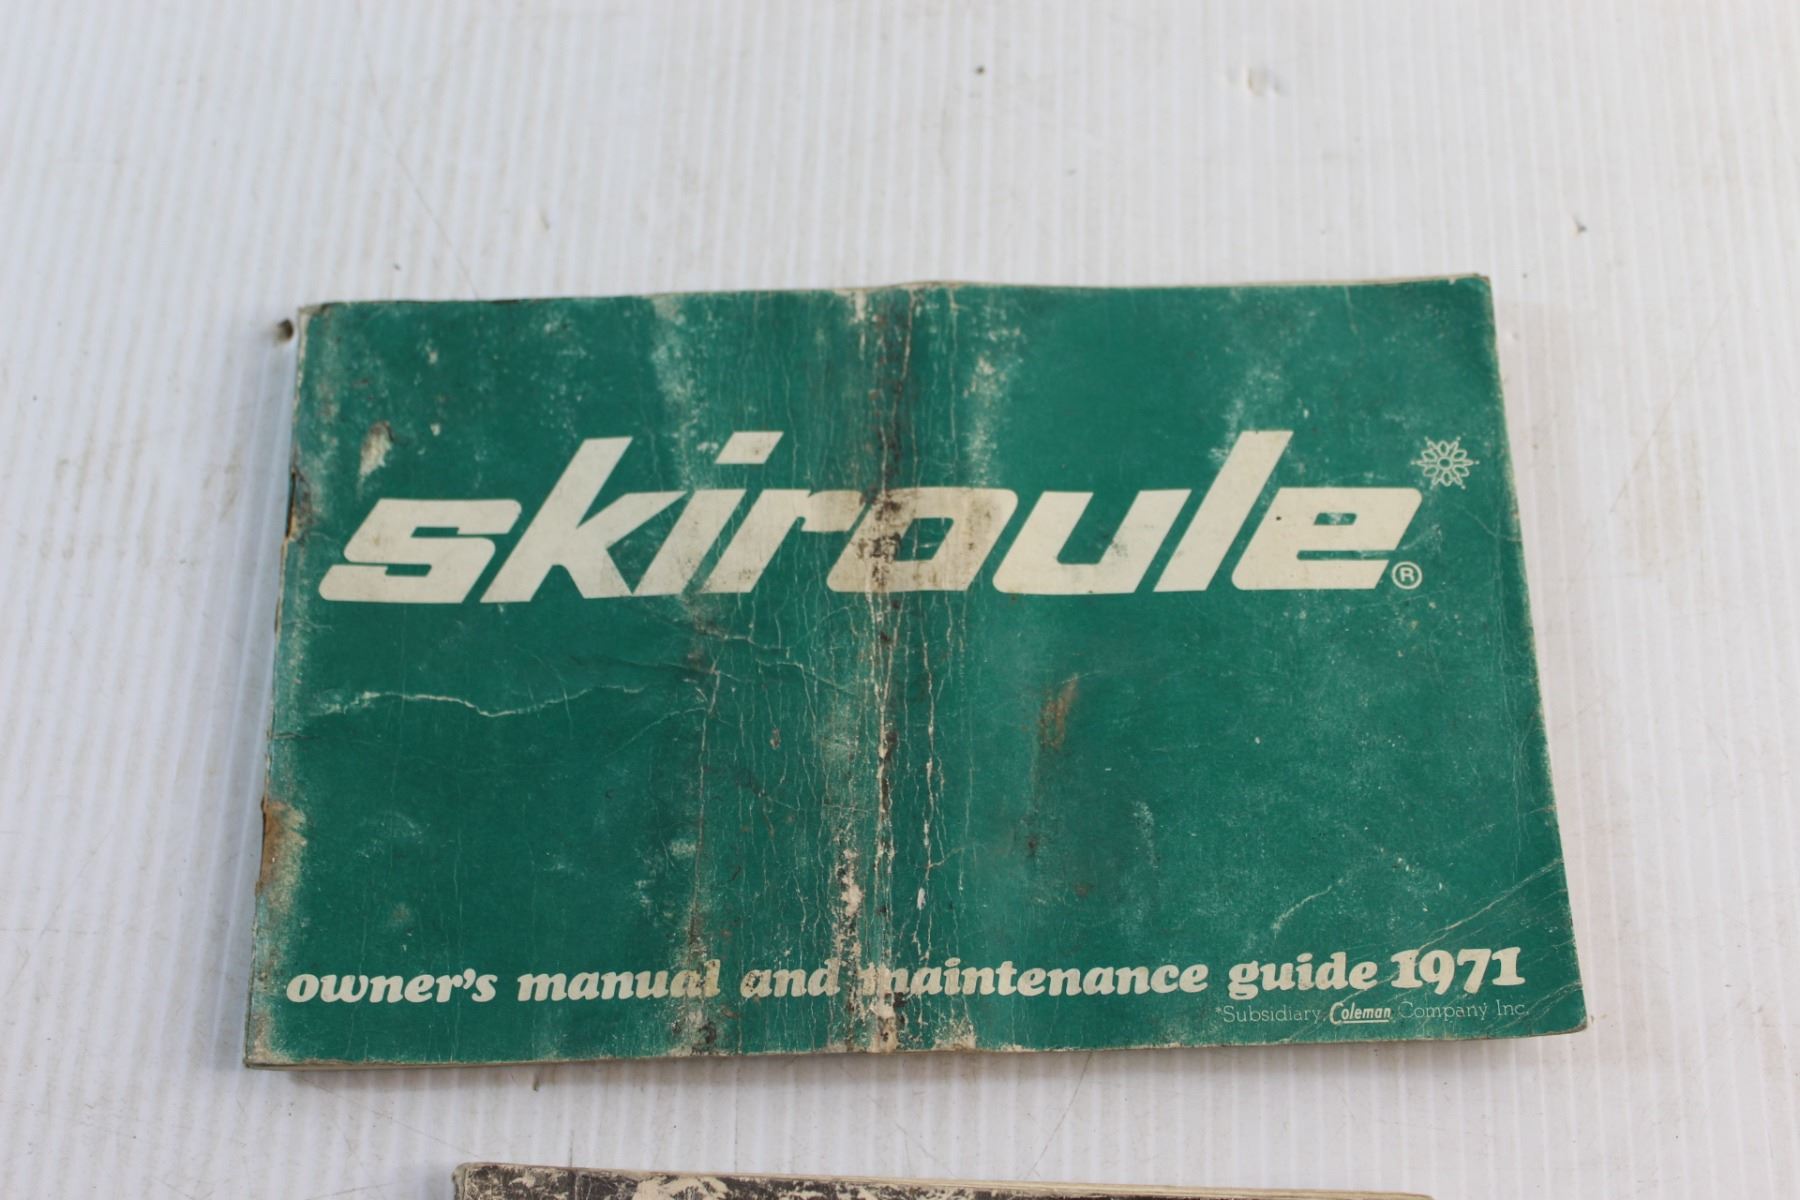 skiroule ®
owner's manual and maintenance guide 1971
*Subsidiary, Coleman Company Inc.